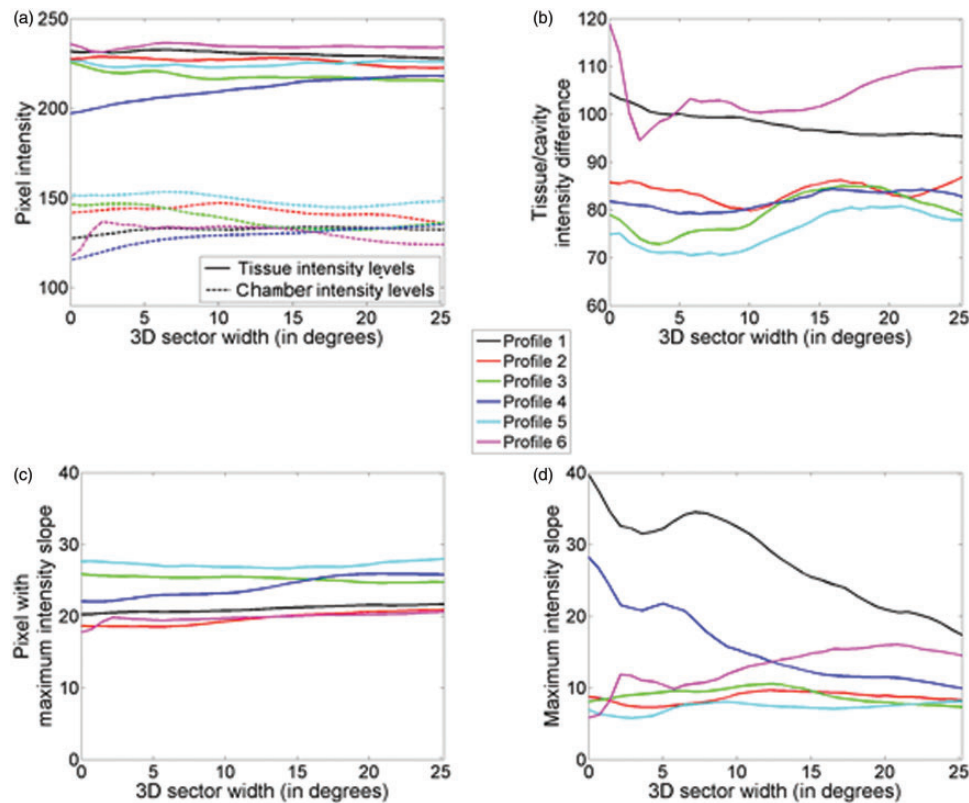 (a)
250
200
150
100
Pixel intensity
Tissue intensity levels
Chamber intensity levels
0 5 10 15 20 25
3D sector width (in degrees)
(b)
120
110
100
90
80
70
60
Tissue/cavity
intensity difference
0 5 10 15 20 25
3D sector width (in degrees)
Profile 1
Profile 2
Profile 3
Profile 4
Profile 5
Profile 6
(c)
40
30
20
10
0
Pixel with
maximum intensity slope
0 5 10 15 20 25
3D sector width (in degrees)
(d)
40
30
20
10
0
Maximum intensity slope
0 5 10 15 20 25
3D sector width (in degrees)